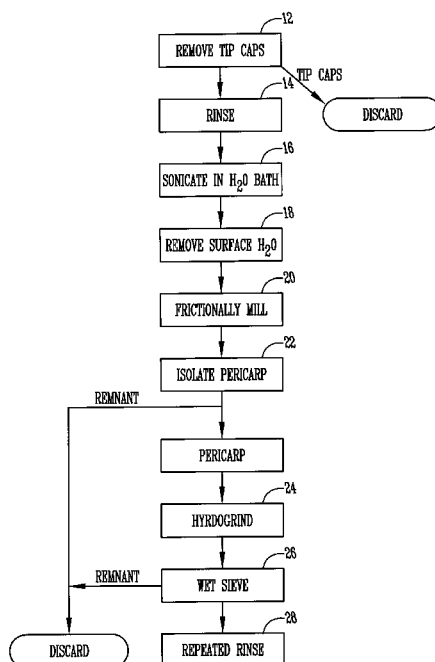 12
REMOVE TIP CAPS
TIP CAPS
14
RINSE
DISCARD
16
SONICATE IN H2O BATH
18
REMOVE SURFACE H2O
20
FRICTIONALLY MILL
22
ISOLATE PERICARP
REMNANT
PERICARP
24
HYRDOGRIND
26
REMNANT
WET SIEVE
28
DISCARD
REPEATED RINSE